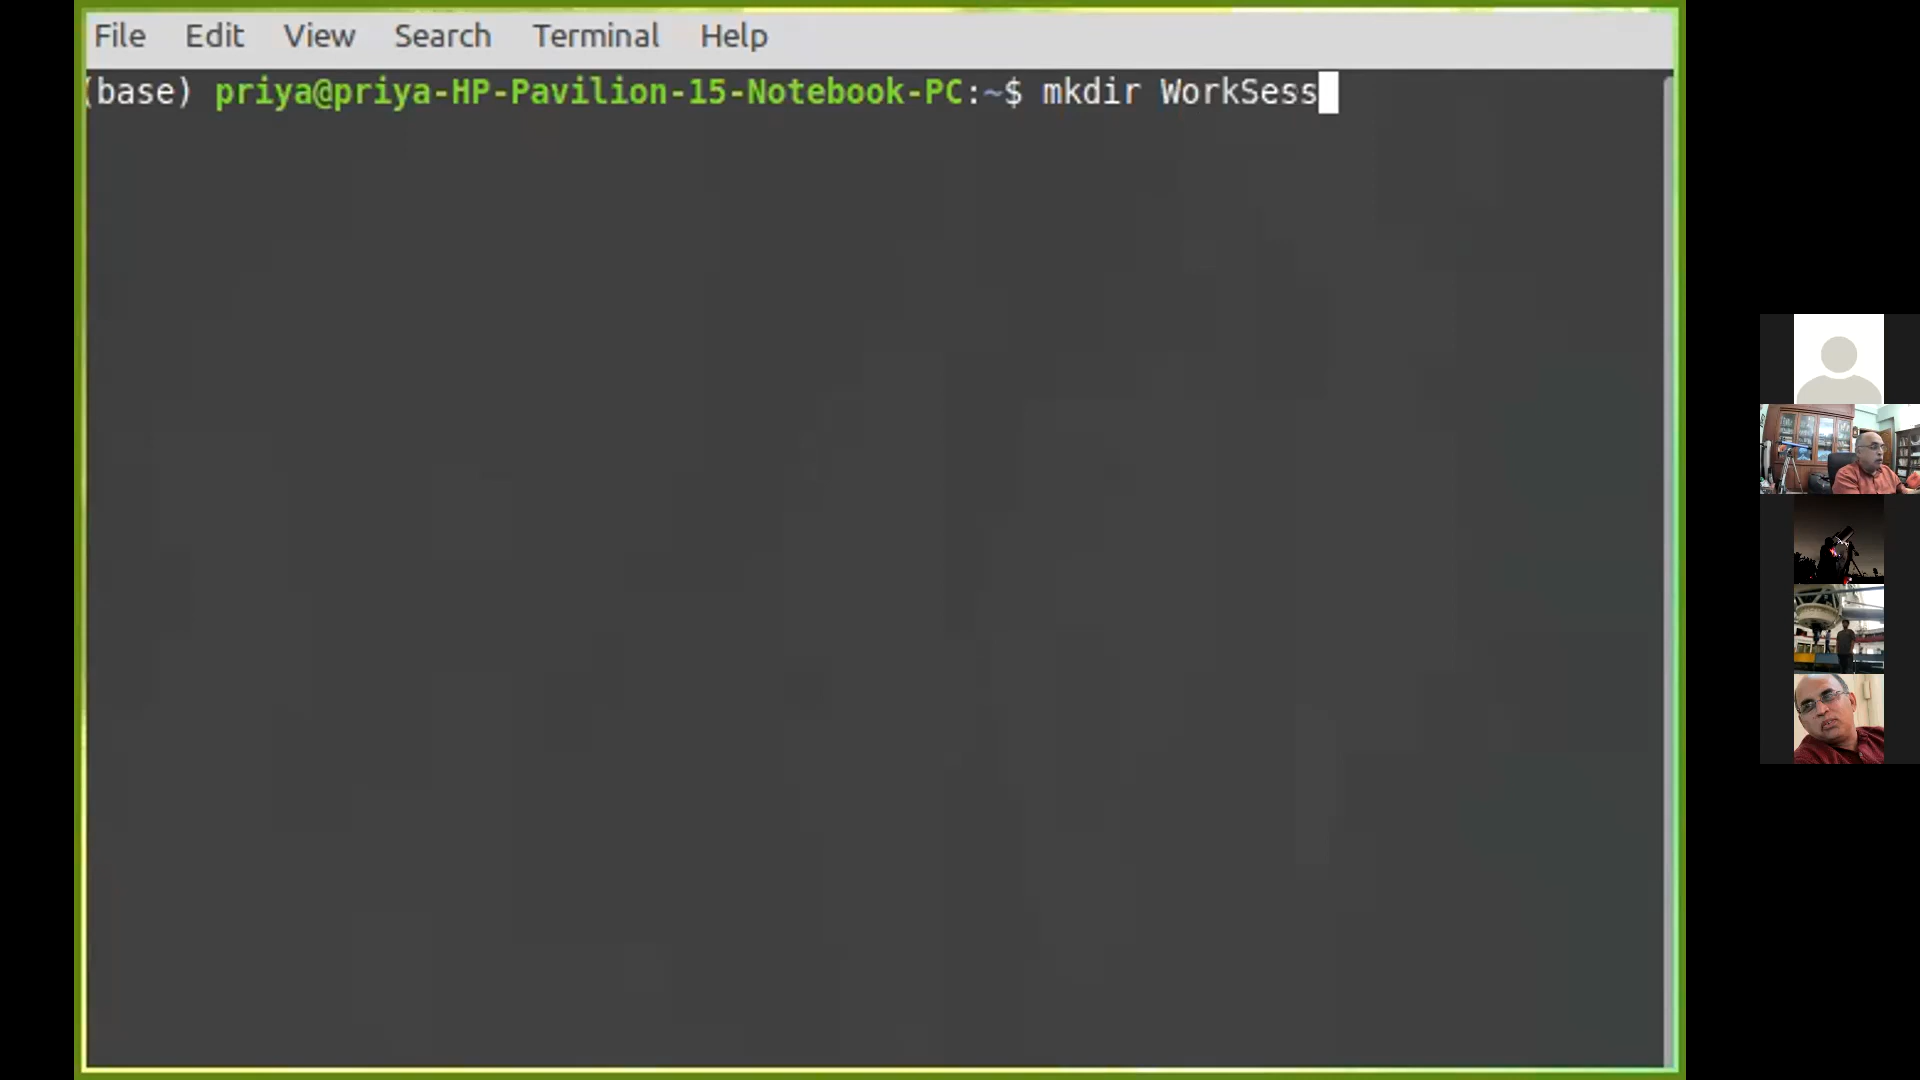 File Edit View Search Terminal Help
(base) priya@priya-HP-Pavilion-15-Notebook-PC:~$ mkdir WorkSess